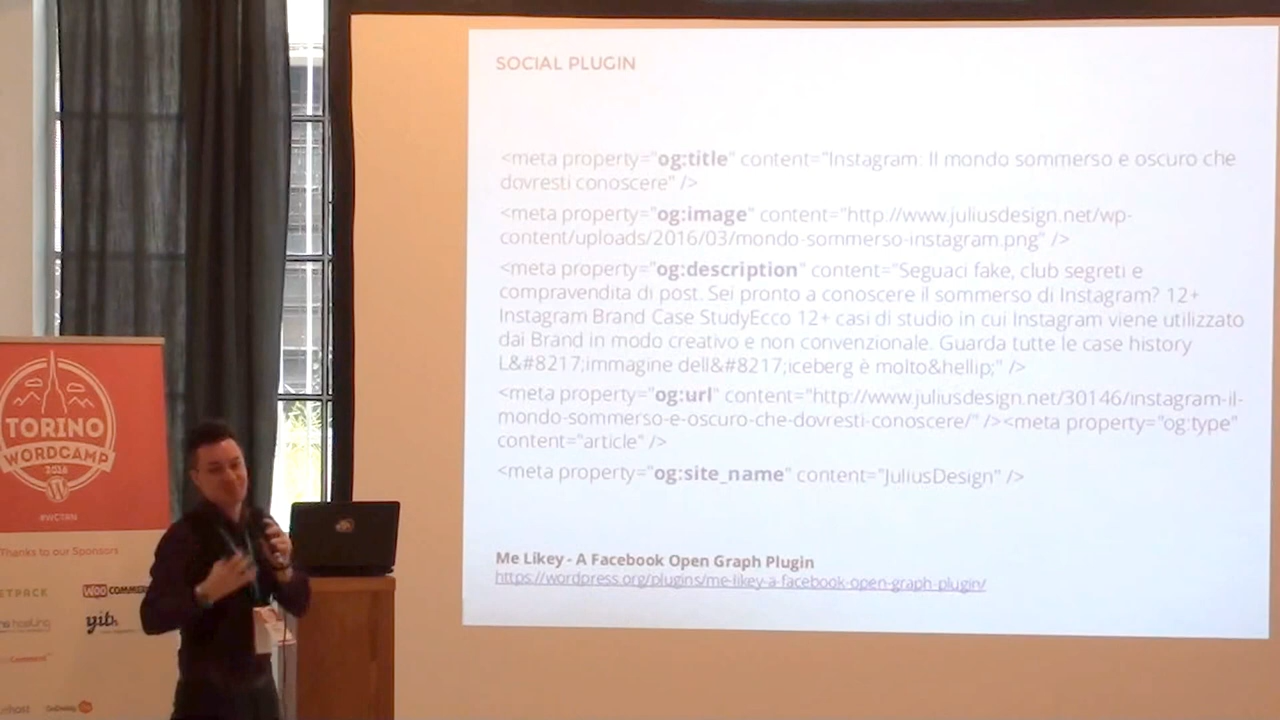 SOCIAL PLUGIN
<meta property="og:title" content="Instagram: Il mondo sommerso e oscuro che
dovresti conoscere" />
<meta property="og:image" content="http://www.juliusdesign.net/wp-
content/uploads/2016/03/mondo-sommerso-instagram.png" />
<meta property="og:description" content="Seguaci fake, club segreti e
compravendita di post. Sei pronto a conoscere il sommerso di Instagram? 12+
Instagram Brand Case StudyEcco 12+ casi di studio in cui Instagram viene utilizzato
dai Brand in modo creativo e non convenzionale. Guarda tutte le case history
L&#8217;immagine dell&#8217;iceberg è molto&hellip;" />
<meta property="og:url" content="http://www.juliusdesign.net/30146/instagram-il-
mondo-sommerso-e-oscuro-che-dovresti-conoscere/" /><meta property="og:type"
content="article" />
<meta property="og:site_name" content="JuliusDesign" />
Me Likey - A Facebook Open Graph Plugin
https://wordpress.org/plugins/me-likey-a-facebook-open-graph-plugin/
TORINO
WORDCAMP
2016
#WCTRN
Thanks to our Sponsors
ETPACK
WOO COMMER
hosting
yith